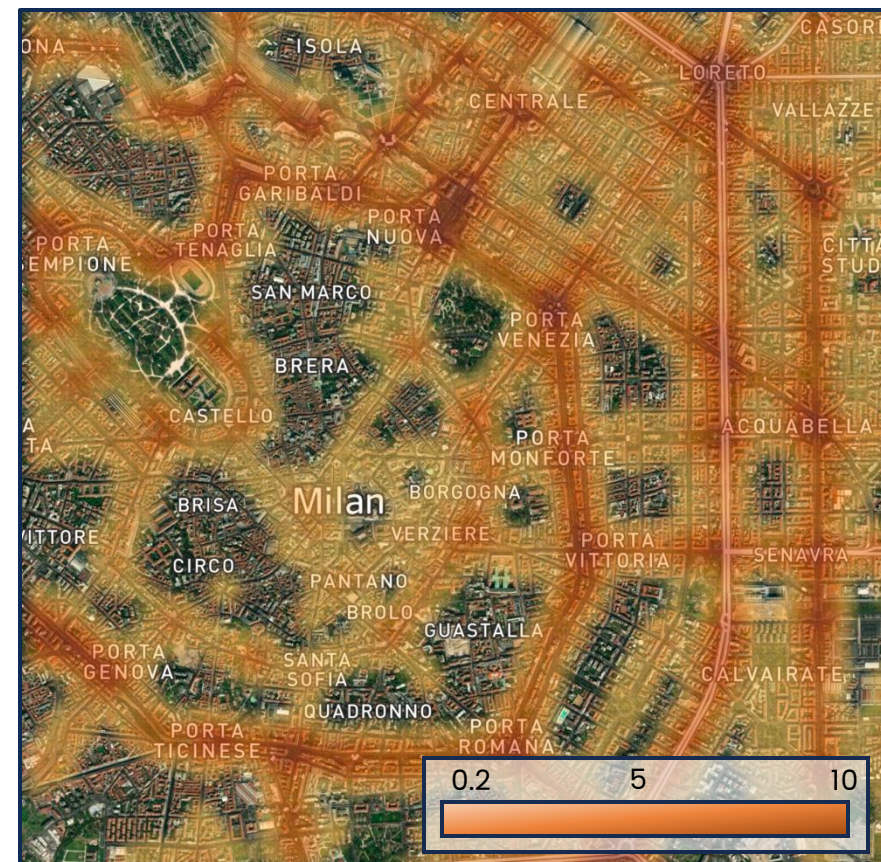 ONA
ISOLA
CASORE
LORETO
CENTRALE
VALLAZZE
PORTA
GARIBALDI
PORTA
NUOVA
PORTA
TENAGLIA
PORTA
SEMPIONE
CITTÀ
STUD
SAN MARCO
PORTA
VENEZIA
BRERA
CASTELLO
A
TA
ACQUABELLA
PORTA
MONFORTE
BRISA
Milan
BORGOGNA
VITTORE
VERZIERE
PORTA
VITTORIA
SENAVRA
CIRCO
PANTANO
BROLO
GUASTALLA
PORTA
GENOVA
SANTA
SOFIA
CALVAIRATE
QUADRONNO
PORTA
TICINESE
PORTA
ROMANA
0.2 5 10